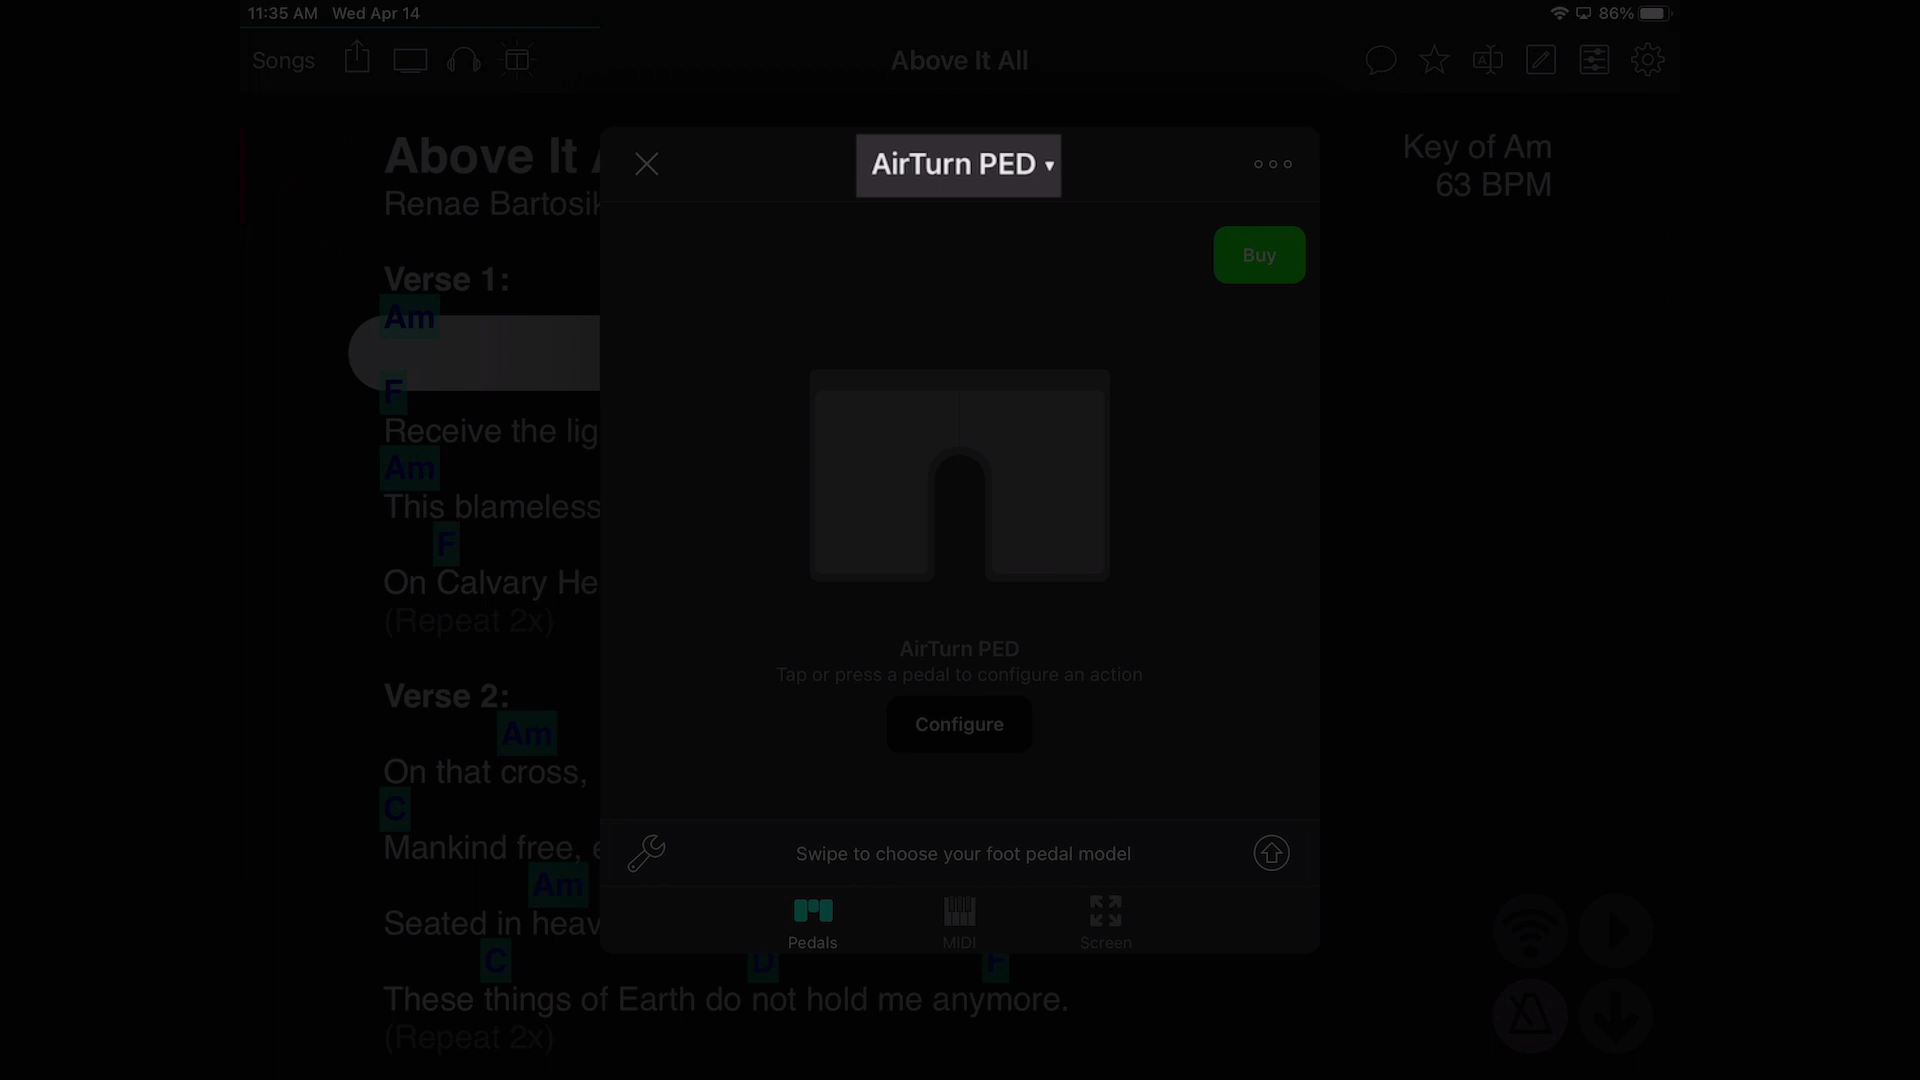 11:35 AM Wed Apr 14
86%
Songs
Above It All
Above It
Renae Bartosik
Key of Am
63 BPM
AirTurn PED ▾
Buy
Verse 1:
Am
F
Receive the lig
Am
This blameless
F
On Calvary He
(Repeat 2x)
Verse 2:
Am
On that cross,
C
Mankind free, e
Am
Seated in heav
C D F
These things of Earth do not hold me anymore.
(Repeat 2x)
AirTurn PED
Tap or press a pedal to configure an action
Configure
Swipe to choose your foot pedal model
Pedals
MIDI
Screen